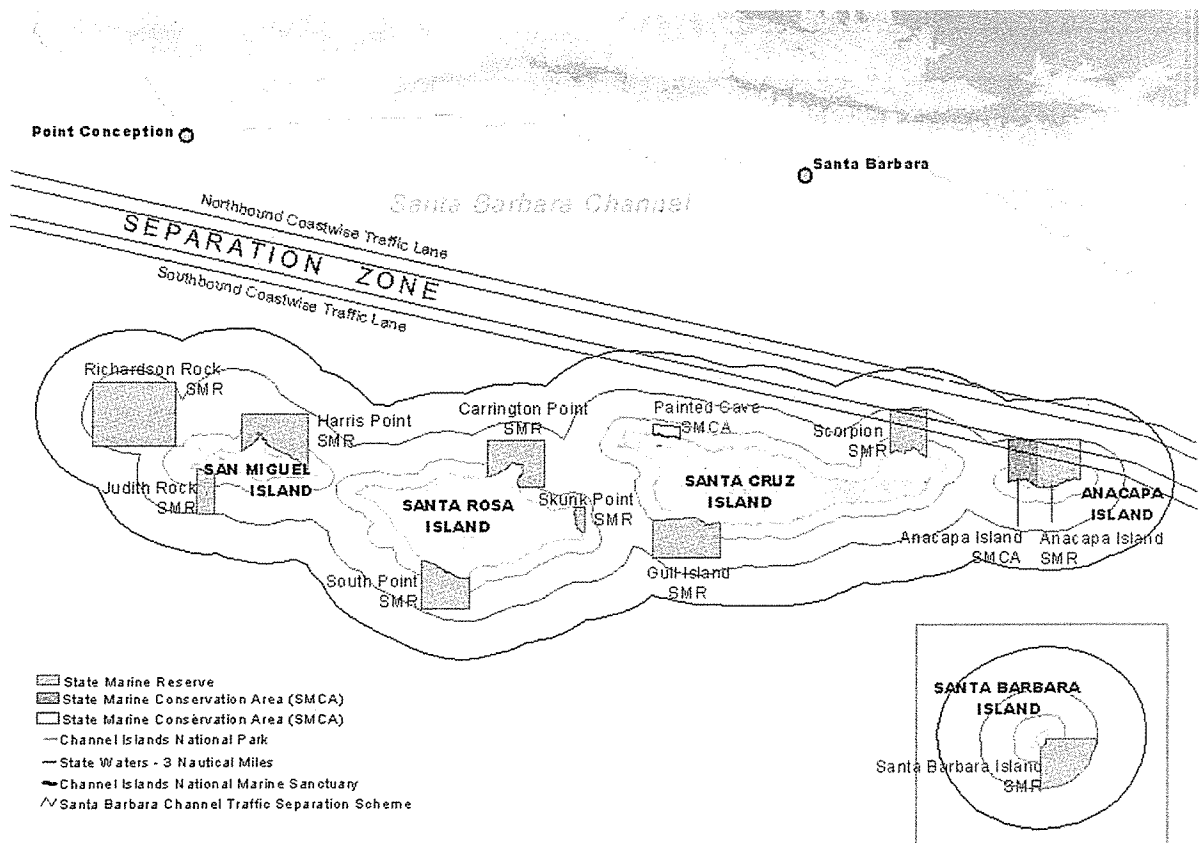 Point Conception
Santa Barbara
Santa Barbara Channel
Northbound Coastwise Traffic Lane
SEPARATION ZONE
Southbound Coastwise Traffic Lane
Richardson Rock
SMR
Harris Point
SMR
Carrington Point
SMR
Painted Cave
SMCA
Scorpion
SMR
SAN MIGUEL
ISLAND
Judith Rock
SMR
SANTA ROSA
ISLAND
Skunk Point
SMR
SANTA CRUZ
ISLAND
ANACAPA
ISLAND
Anacapa Island
SMCA
Anacapa Island
SMR
South Point
SMR
Gull Island
SMR
State Marine Reserve
State Marine Conservation Area (SMCA)
State Marine Conservation Area (SMCA)
Channel Islands National Park
State Waters - 3 Nautical Miles
Channel Islands National Marine Sanctuary
Santa Barbara Channel Traffic Separation Scheme
SANTA BARBARA
ISLAND
Santa Barbara Island
SMR